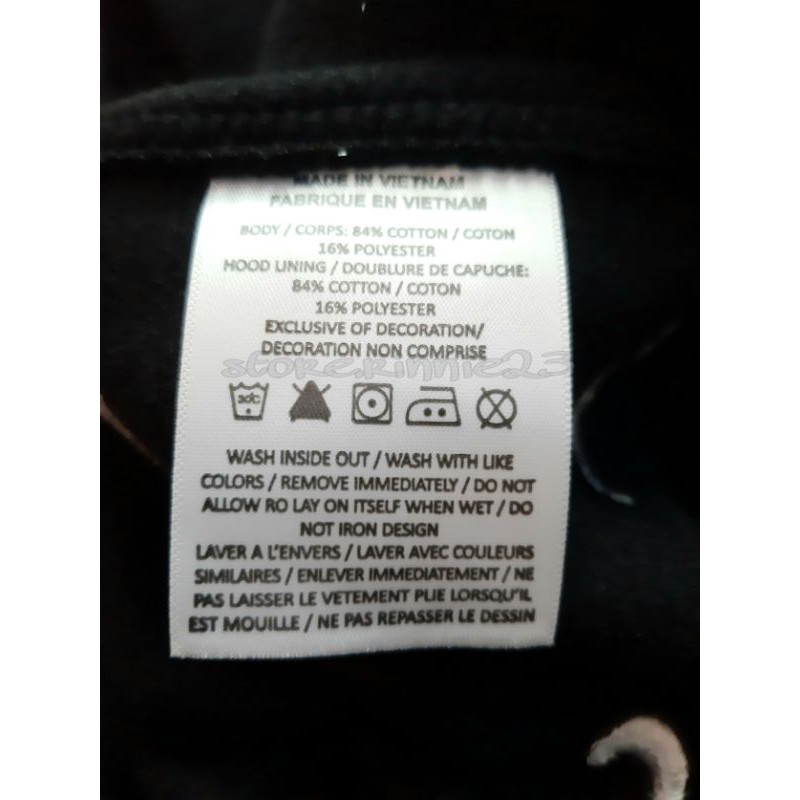 MADE IN VIETNAM
FABRIQUE EN VIETNAM
BODY / CORPS: 84% COTTON / COTON
16% POLYESTER
HOOD LINING / DOUBLURE DE CAPUCHE:
84% COTTON / COTON
16% POLYESTER
EXCLUSIVE OF DECORATION/
DECORATION NON COMPRISE
store.rinnie23
30C
WASH INSIDE OUT / WASH WITH LIKE
COLORS / REMOVE IMMEDIATELY / DO NOT
ALLOW RO LAY ON ITSELF WHEN WET / DO
NOT IRON DESIGN
LAVER A L'ENVERS / LAVER AVEC COULEURS
SIMILAIRES / ENLEVER IMMEDIATEMENT / NE
PAS LAISSER LE VETEMENT PLIE LORSQU'IL
EST MOUILLE / NE PAS REPASSER LE DESSIN